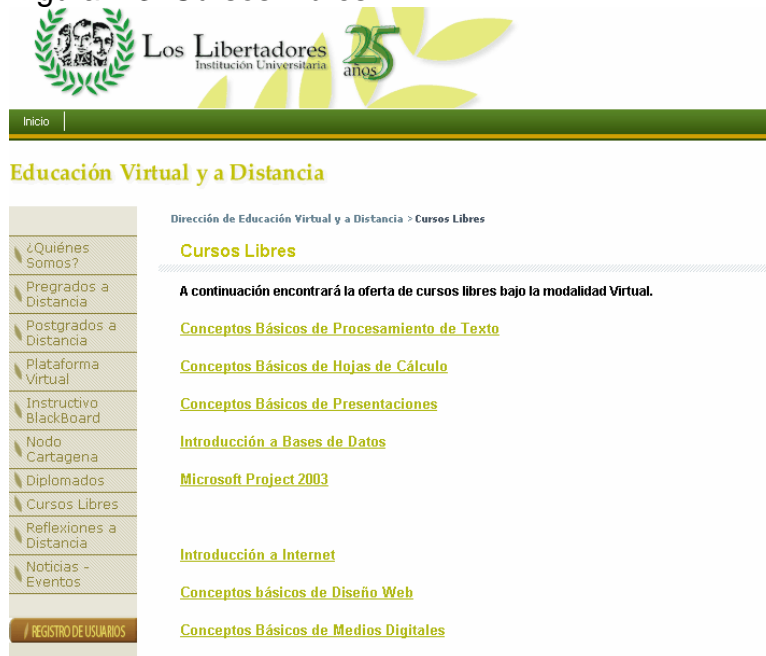 Los Libertadores
Institución Universitaria
25
años
Inicio
Educación Virtual y a Distancia
Dirección de Educación Virtual y a Distancia > Cursos Libres
¿Quiénes
Somos?
Pregrados a
Distancia
Postgrados a
Distancia
Plataforma
Virtual
Instructivo
BlackBoard
Nodo
Cartagena
Diplomados
Cursos Libres
Reflexiones a
Distancia
Noticias -
Eventos
REGISTRO DE USUARIOS
Cursos Libres
A continuación encontrará la oferta de cursos libres bajo la modalidad Virtual.
Conceptos Básicos de Procesamiento de Texto
Conceptos Básicos de Hojas de Cálculo
Conceptos Básicos de Presentaciones
Introducción a Bases de Datos
Microsoft Project 2003
Introducción a Internet
Conceptos básicos de Diseño Web
Conceptos Básicos de Medios Digitales